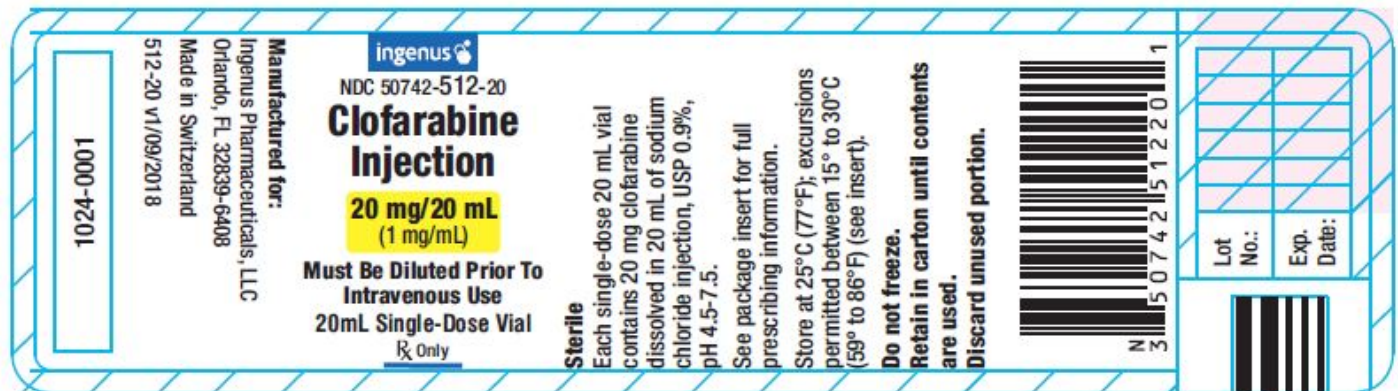 1024-0001
Manufactured for:
Ingenus Pharmaceuticals, LLC
Orlando, FL 32839-6408
Made in Switzerland
512-20 v1/09/2018
ingenus
NDC 50742-512-20
Clofarabine
Injection
20 mg/20 mL
(1 mg/mL)
Must Be Diluted Prior To
Intravenous Use
20mL Single-Dose Vial
℞ Only
Sterile
Each single-dose 20 mL vial
contains 20 mg clofarabine
dissolved in 20 mL of sodium
chloride injection, USP 0.9%,
pH 4.5-7.5.
See package insert for full
prescribing information.
Store at 25°C (77°F); excursions
permitted between 15° to 30°C
(59° to 86°F) (see insert).
Do not freeze.
Retain in carton until contents
are used.
Discard unused portion.
N
3 50742 51220 1
Lot
No.:
Exp.
Date: